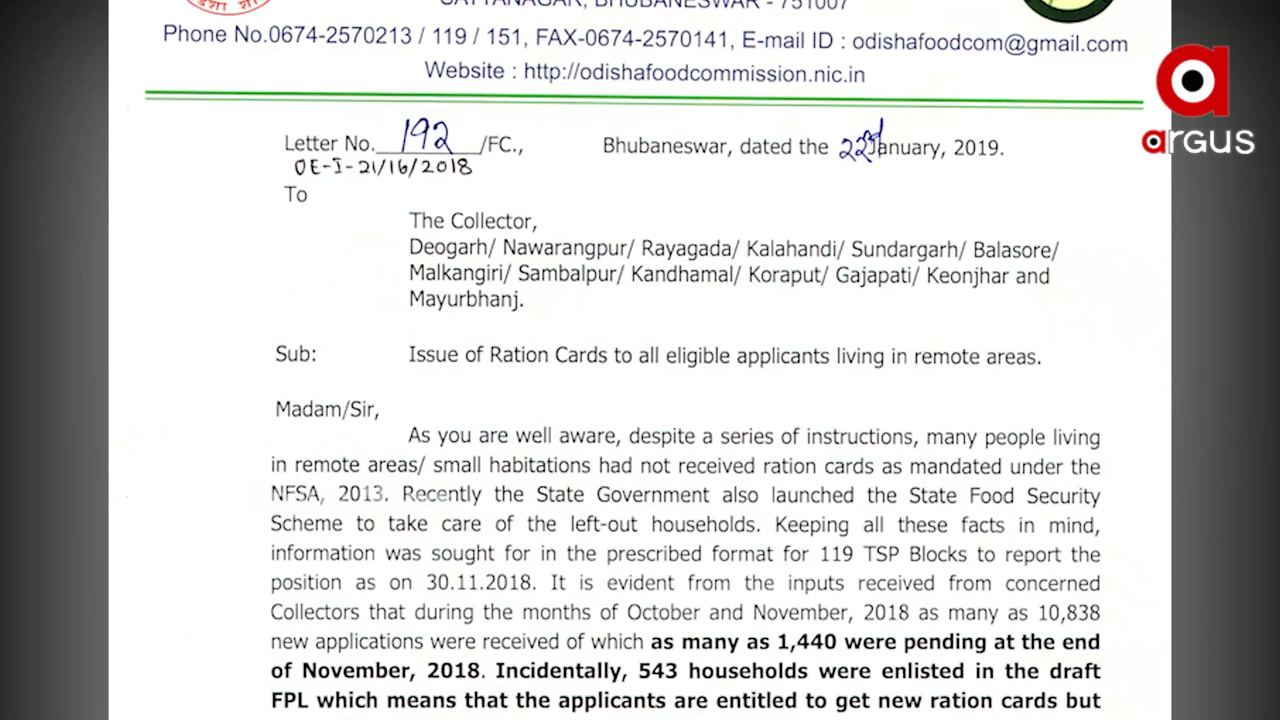 SATYANAGAR, BHUBANESWAR - 751007
Phone No.0674-2570213 / 119 / 151, FAX-0674-2570141, E-mail ID : odishafoodcom@gmail.com
Website : http://odishafoodcommission.nic.in
argus
Letter No. 192 /FC., Bhubaneswar, dated the 22nd January, 2019.
OE-I-21/16/2018
To
The Collector,
Deogarh/ Nawarangpur/ Rayagada/ Kalahandi/ Sundargarh/ Balasore/
Malkangiri/ Sambalpur/ Kandhamal/ Koraput/ Gajapati/ Keonjhar and
Mayurbhanj.
Sub: Issue of Ration Cards to all eligible applicants living in remote areas.
Madam/Sir,
As you are well aware, despite a series of instructions, many people living
in remote areas/ small habitations had not received ration cards as mandated under the
NFSA, 2013. Recently the State Government also launched the State Food Security
Scheme to take care of the left-out households. Keeping all these facts in mind,
information was sought for in the prescribed format for 119 TSP Blocks to report the
position as on 30.11.2018. It is evident from the inputs received from concerned
Collectors that during the months of October and November, 2018 as many as 10,838
new applications were received of which as many as 1,440 were pending at the end
of November, 2018. Incidentally, 543 households were enlisted in the draft
FPL which means that the applicants are entitled to get new ration cards but